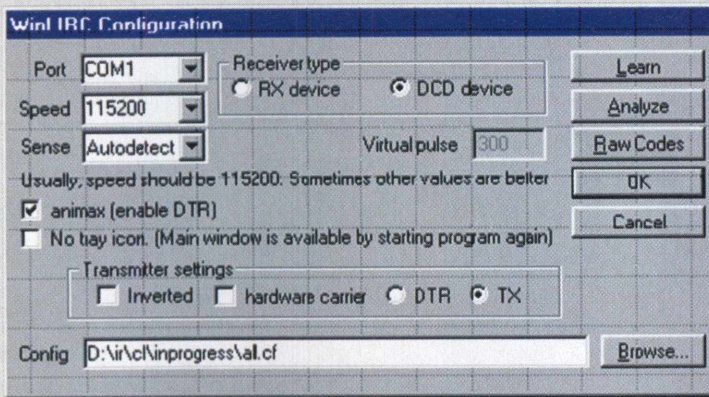 WinLIRC Configuration
Port COM1
Receiver type
RX device DCD device
Learn
Speed 115200
Analyze
Sense Autodetect
Virtual pulse 300
Raw Codes
Usually, speed should be 115200. Sometimes other values are better
OK
animax (enable DTR)
Cancel
No tray icon. (Main window is available by starting program again)
Transmitter settings
Inverted hardware carrier DTR TX
Config D:\ir\cl\inprogress\al.cf Browse...